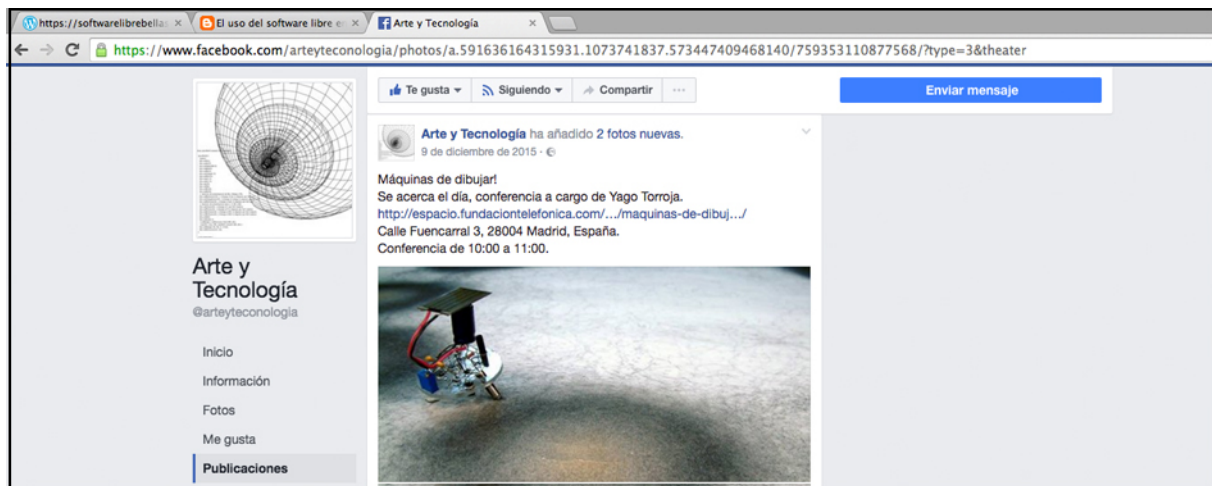 https://softwarelibrebellas
El uso del software libre e
Arte y Tecnología
https://www.facebook.com/arteyteconologia/photos/a.591636164315931.1073741837.573447409468140/759353110877568/?type=3&theater
Te gusta
Siguiendo
Compartir
Enviar mensaje
Arte y Tecnología ha añadido 2 fotos nuevas.
9 de diciembre de 2015 ·
Máquinas de dibujar!
Se acerca el día, conferencia a cargo de Yago Torroja.
http://espacio.fundaciontelefonica.com/.../maquinas-de-dibuj.../
Calle Fuencarral 3, 28004 Madrid, España.
Conferencia de 10:00 a 11:00.
Arte y
Tecnología
@arteyteconologia
Inicio
Información
Fotos
Me gusta
Publicaciones